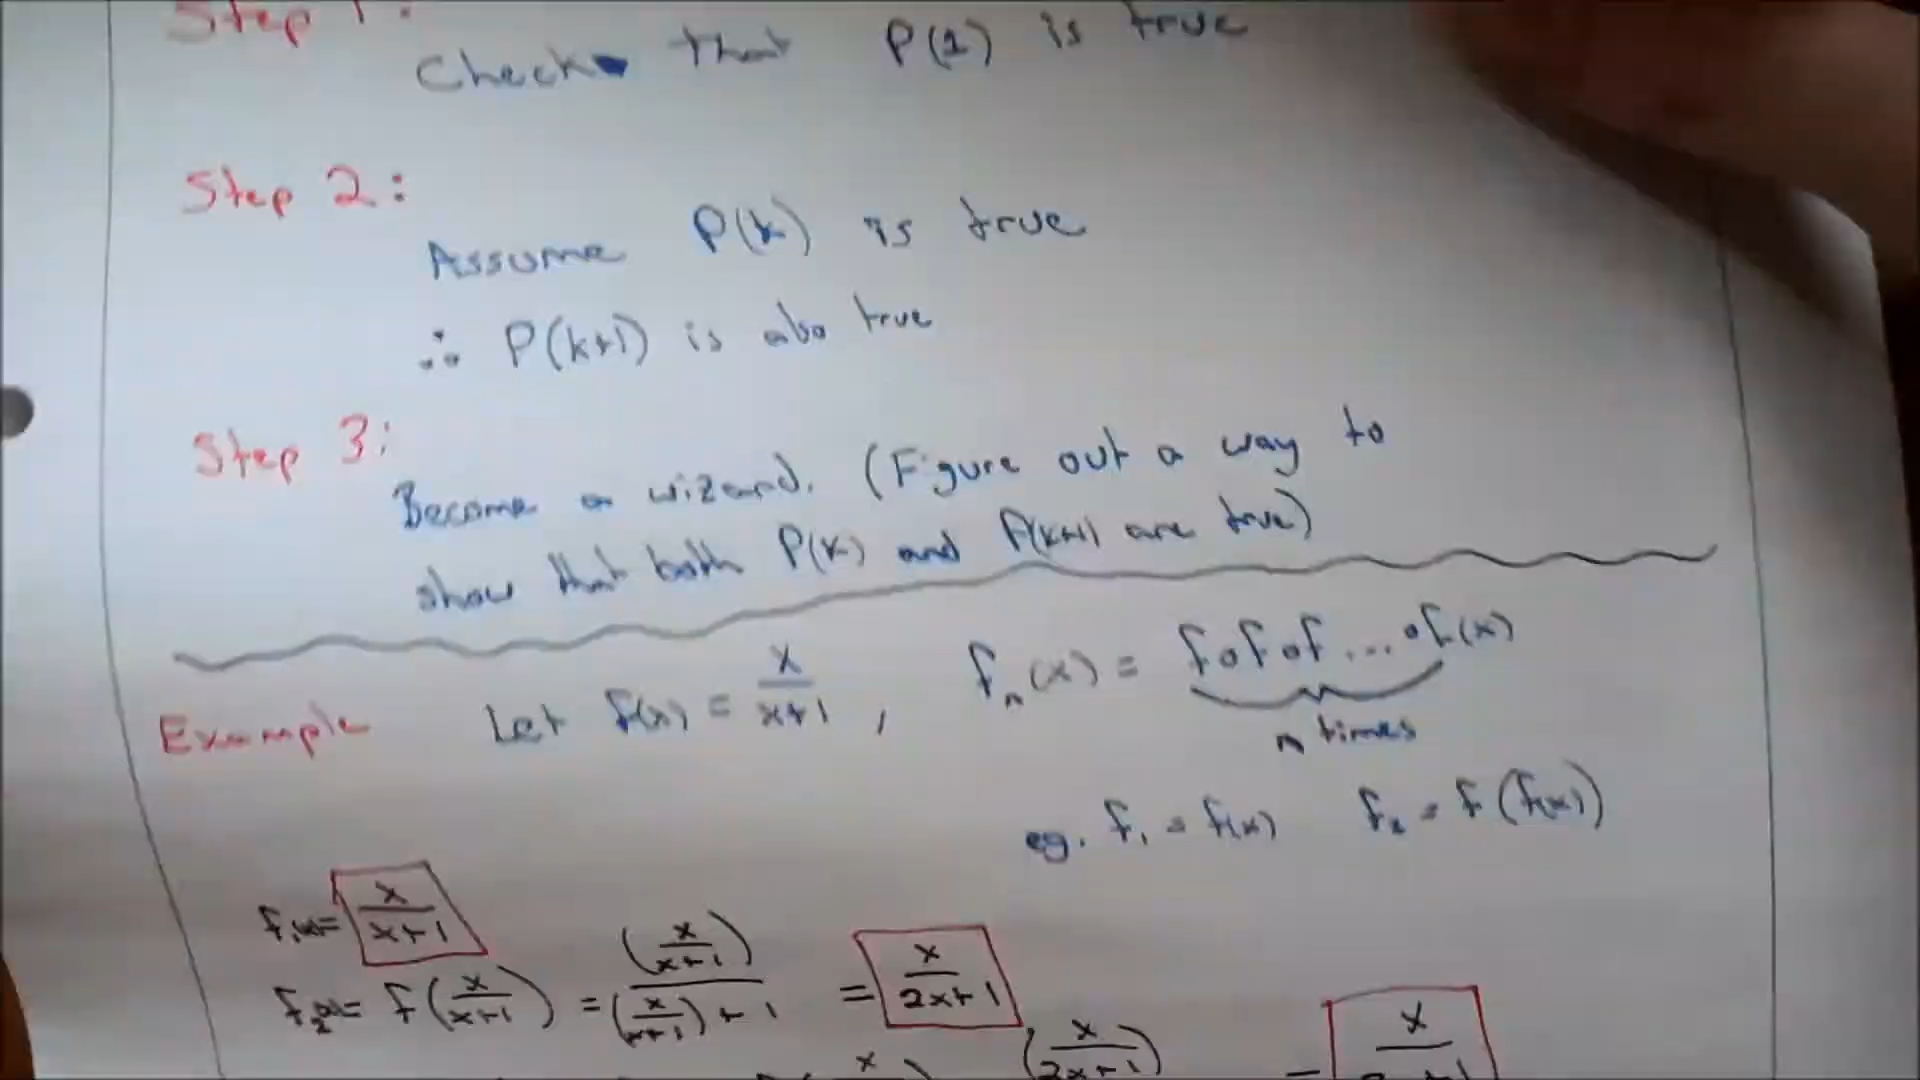 Step 1:
Check that P(1) is true
Step 2:
Assume P(k) is true
∴ P(k+1) is also true
Step 3:
Become a wizard. (Figure out a way to
show that both P(k) and P(k+1) are true)
Example Let f(x) = x/(x+1), fₙ(x) = f∘f∘f...∘f(x)
n times
eg. f₁ = f(x) f₂ = f(f(x))
f₁(x) = x/(x+1)
f₂(x) = f(x/(x+1)) = (x/(x+1))/((x/(x+1))+1) = x/(2x+1)
x (x/(2x+1)) = x